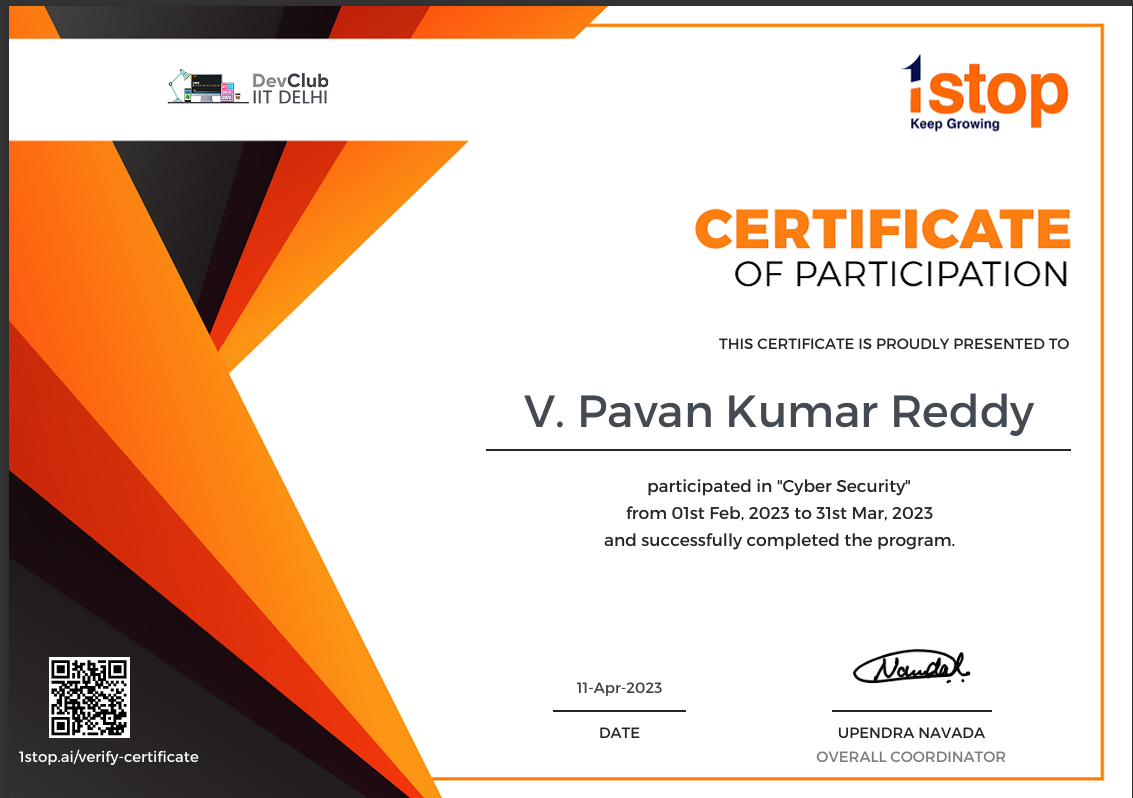 DevClub
IIT DELHI
1stop
Keep Growing
CERTIFICATE
OF PARTICIPATION
THIS CERTIFICATE IS PROUDLY PRESENTED TO
V. Pavan Kumar Reddy
participated in "Cyber Security"
from 01st Feb, 2023 to 31st Mar, 2023
and successfully completed the program.
11-Apr-2023
DATE
UPENDRA NAVADA
OVERALL COORDINATOR
1stop.ai/verify-certificate